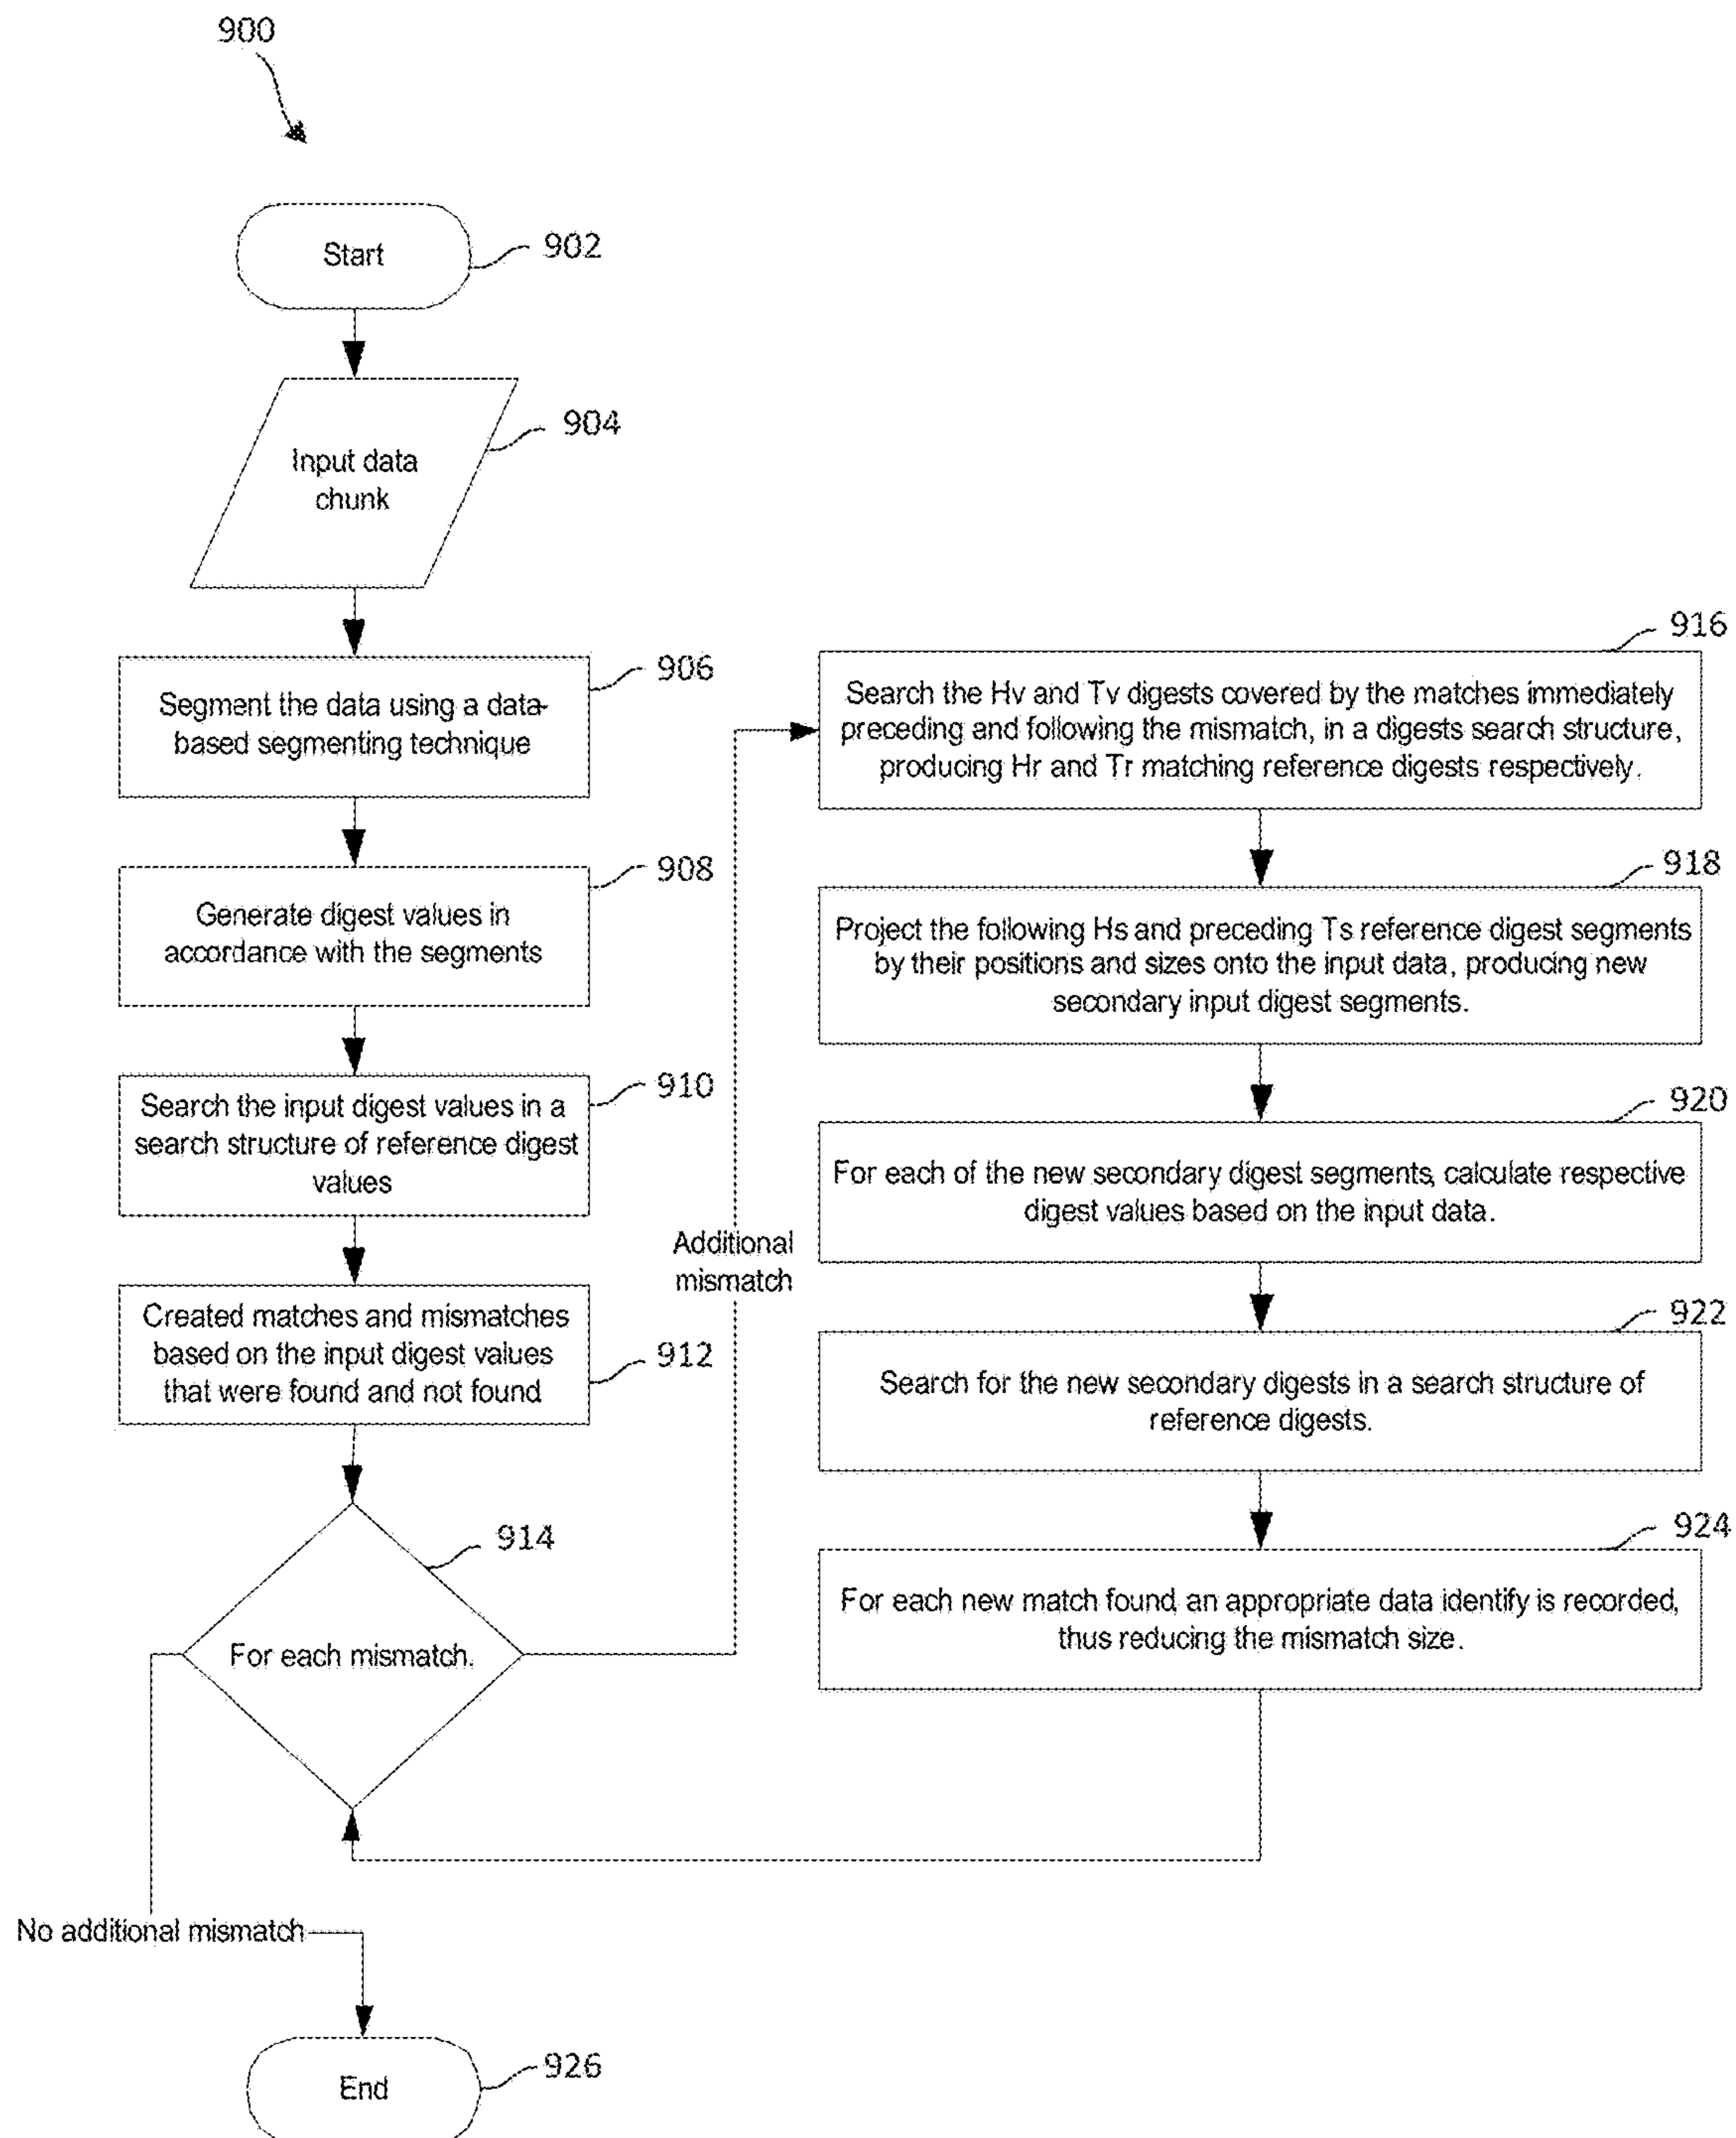 900
Start
902
Input data
chunk
904
Segment the data using a data-
based segmenting technique
906
Generate digest values in
accordance with the segments
908
Search the input digest values in a
search structure of reference digest
values
910
Created matches and mismatches
based on the input digest values
that were found and not found
912
For each mismatch.
914
Additional
mismatch
No additional mismatch
End
926
916
Search the Hv and Tv digests covered by the matches immediately
preceding and following the mismatch, in a digests search structure,
producing Hr and Tr matching reference digests respectively.
918
Project the following Hs and preceding Ts reference digest segments
by their positions and sizes onto the input data, producing new
secondary input digest segments.
920
For each of the new secondary digest segments, calculate respective
digest values based on the input data.
922
Search for the new secondary digests in a search structure of
reference digests.
924
For each new match found, an appropriate data identify is recorded,
thus reducing the mismatch size.